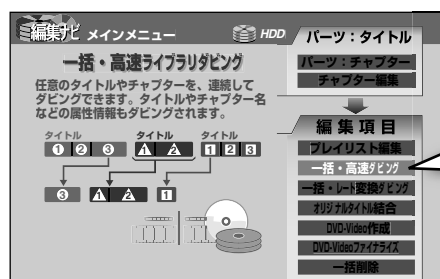 編集ナビ メインメニュー
HDD
一括・高速ライブラリダビング
任意のタイトルやチャプターを、連続して
ダビングできます。タイトルやチャプター名
などの属性情報もダビングされます。
タイトル タイトル タイトル
1 2 3 1 2 1 2 3
3 1 2 1
パーツ：タイトル
パーツ：チャプター
チャプター編集
編集項目
プレイリスト編集
一括・高速ダビング
一括・レート変換ダビング
オリジナルタイトル結合
DVD-Video作成
DVD-Videoファイナライズ
一括削除